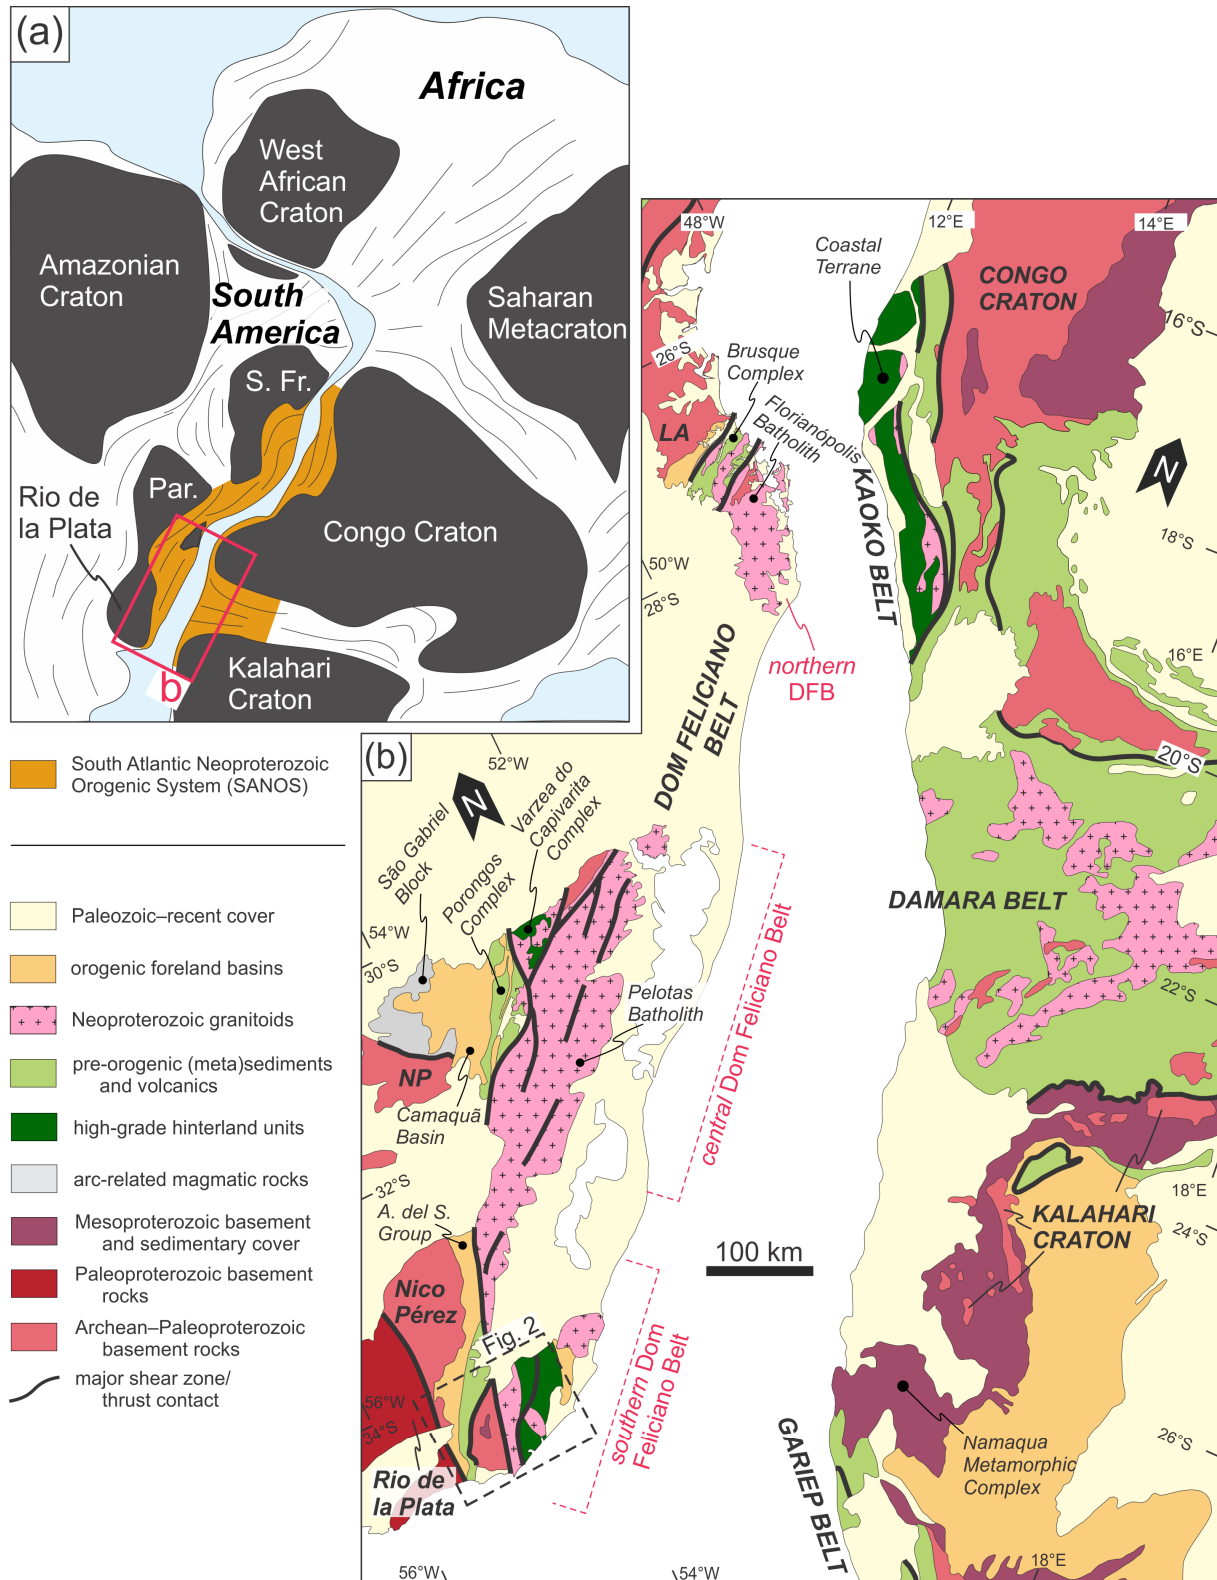 (a)
Africa
West
African
Craton
Amazonian
Craton
South
America
Saharan
Metacraton
S. Fr.
Par.
Rio de
la Plata
Congo Craton
Kalahari
Craton
b
South Atlantic Neoproterozoic
Orogenic System (SANOS)
Paleozoic–recent cover
orogenic foreland basins
Neoproterozoic granitoids
pre-orogenic (meta)sediments
and volcanics
high-grade hinterland units
arc-related magmatic rocks
Mesoproterozoic basement
and sedimentary cover
Paleoproterozoic basement
rocks
Archean–Paleoproterozoic
basement rocks
major shear zone/
thrust contact
(b)
48°W
12°E
14°E
Coastal
Terrane
CONGO
CRATON
16°S
26°S
Brusque
Complex
Florianópolis
Batholith
LA
KAOKO BELT
N
18°S
50°W
28°S
northern
DFB
16°E
DOM FELICIANO
BELT
20°S
52°W
N
Varzea do
Capivarita
Complex
São Gabriel
Block
Porongos
Complex
DAMARA BELT
54°W
30°S
Pelotas
Batholith
22°S
central Dom Feliciano Belt
NP
Camaquã
Basin
32°S
A. del S.
Group
18°E
24°S
KALAHARI
CRATON
100 km
Nico
Pérez
Fig. 2
southern Dom
Feliciano Belt
56°W
34°S
Rio de
la Plata
GARIEP BELT
Namaqua
Metamorphic
Complex
26°S
56°W
54°W
18°E